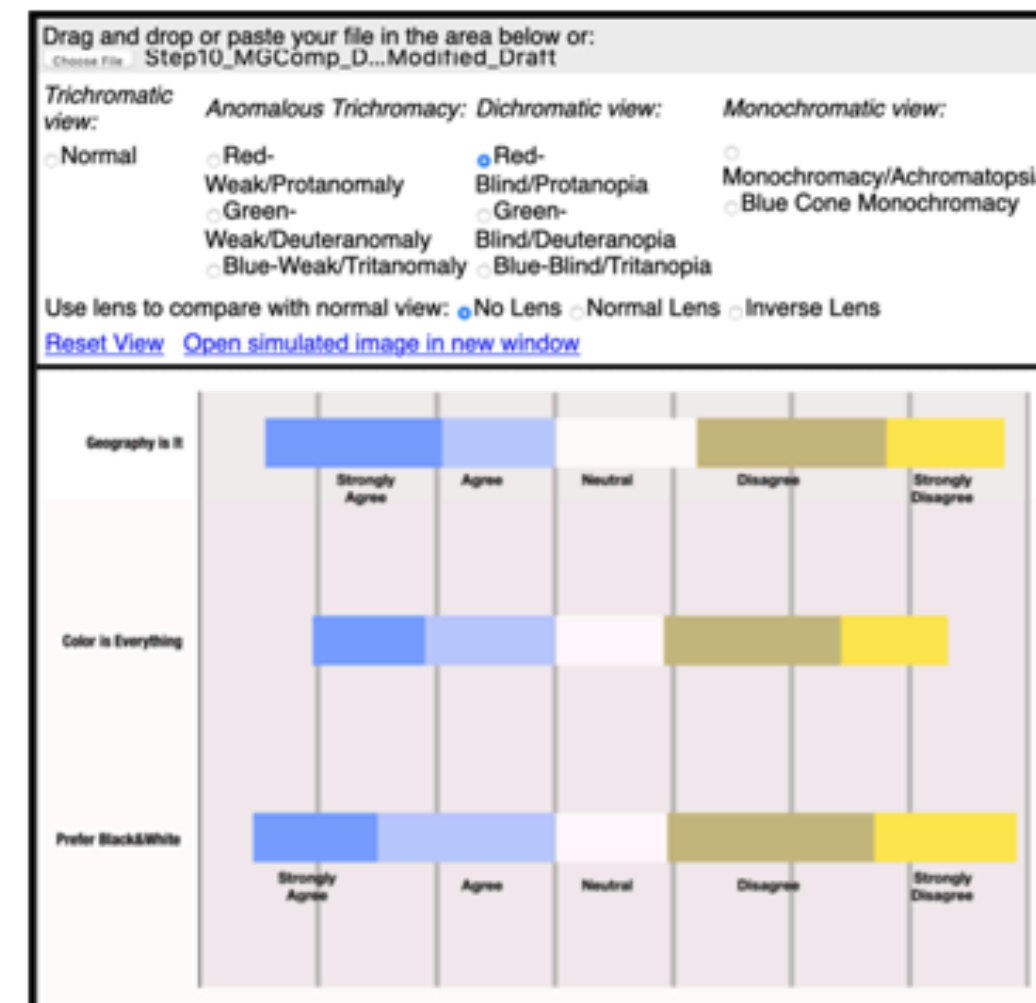 Drag and drop or paste your file in the area below or:
Choose File Step10_MGComp_D...Modified_Draft
Trichromatic view:
Normal
Anomalous Trichromacy:
Red-
Weak/Protanomaly
Green-
Weak/Deuteranomaly
Blue-Weak/Tritanomaly
Dichromatic view:
Red-
Blind/Protanopia
Green-
Blind/Deuteranopia
Blue-Blind/Tritanopia
Monochromatic view:
Monochromacy/Achromatopsia
Blue Cone Monochromacy
Use lens to compare with normal view: No Lens Normal Lens Inverse Lens
Reset View Open simulated image in new window
Geography is It
Strongly Agree
Agree
Neutral
Disagree
Strongly Disagree
Color is Everything
Prefer Black&White
Strongly Agree
Agree
Neutral
Disagree
Strongly Disagree